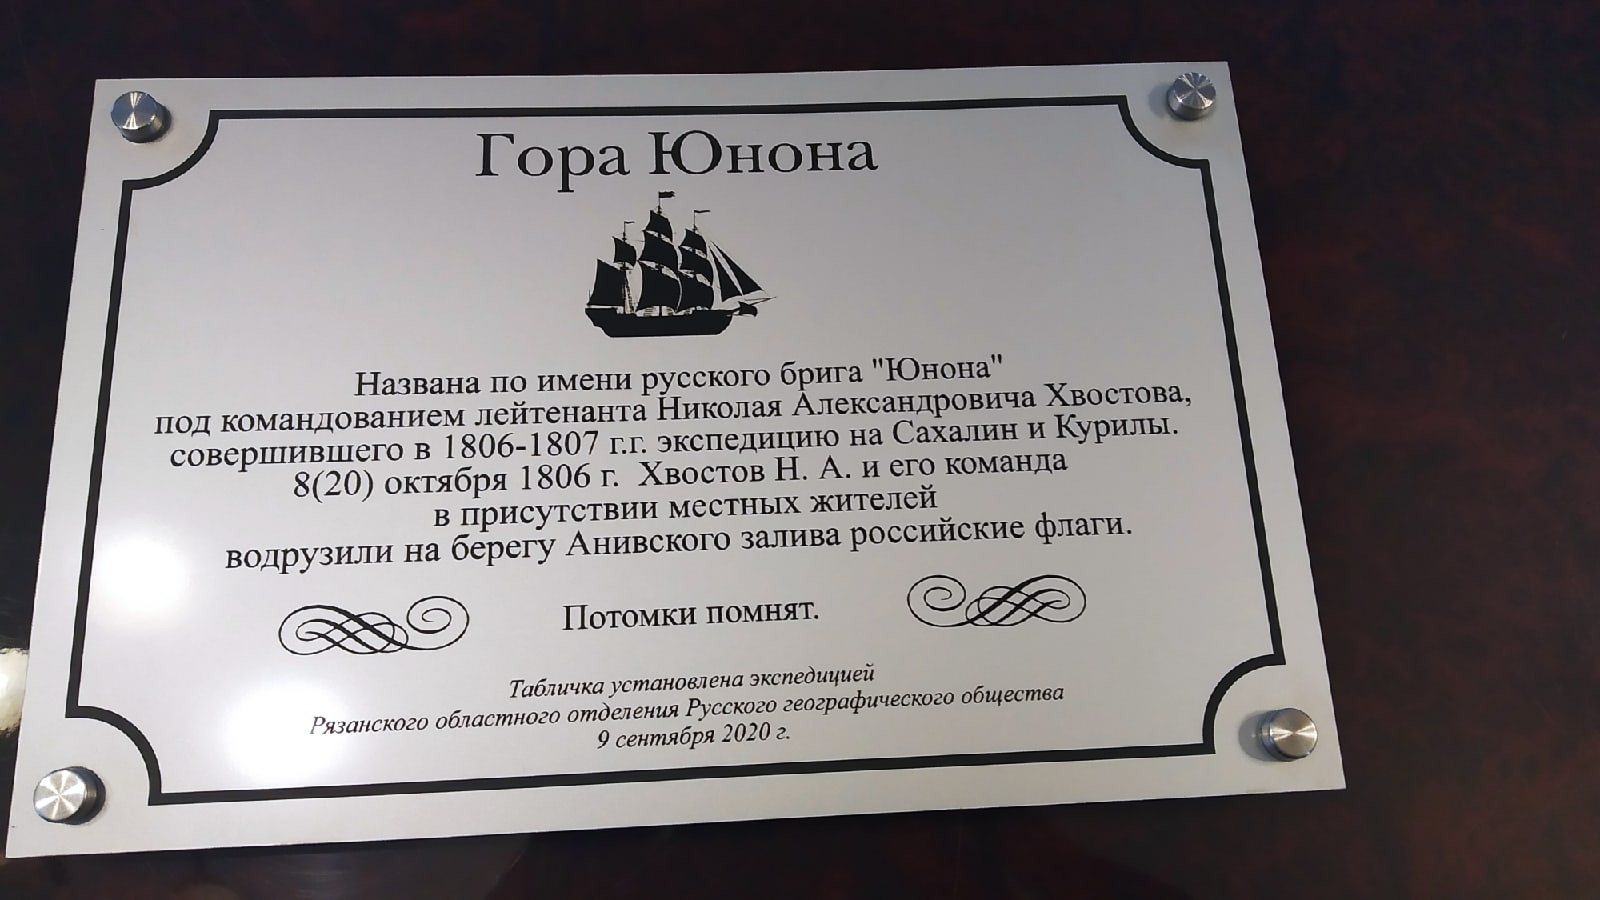 Гора Юнона
Названа по имени русского брига "Юнона"
под командованием лейтенанта Николая Александровича Хвостова,
совершившего в 1806-1807 г.г. экспедицию на Сахалин и Курилы.
8(20) октября 1806 г. Хвостов Н. А. и его команда
в присутствии местных жителей
водрузили на берегу Анивского залива российские флаги.
Потомки помнят.
Табличка установлена экспедицией
Рязанского областного отделения Русского географического общества
9 сентября 2020 г.